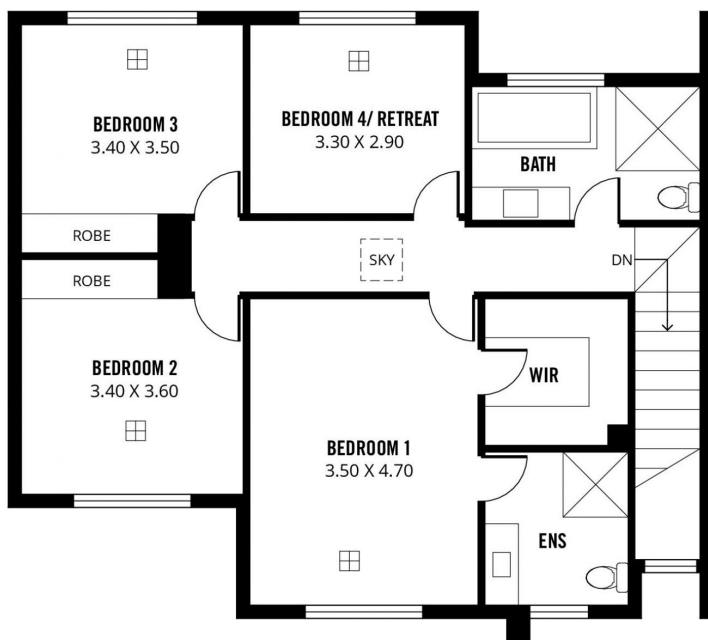 BEDROOM 3
3.40 X 3.50
BEDROOM 4/ RETREAT
3.30 X 2.90
BATH
ROBE
ROBE
SKY
DN
BEDROOM 2
3.40 X 3.60
WIR
BEDROOM 1
3.50 X 4.70
ENS